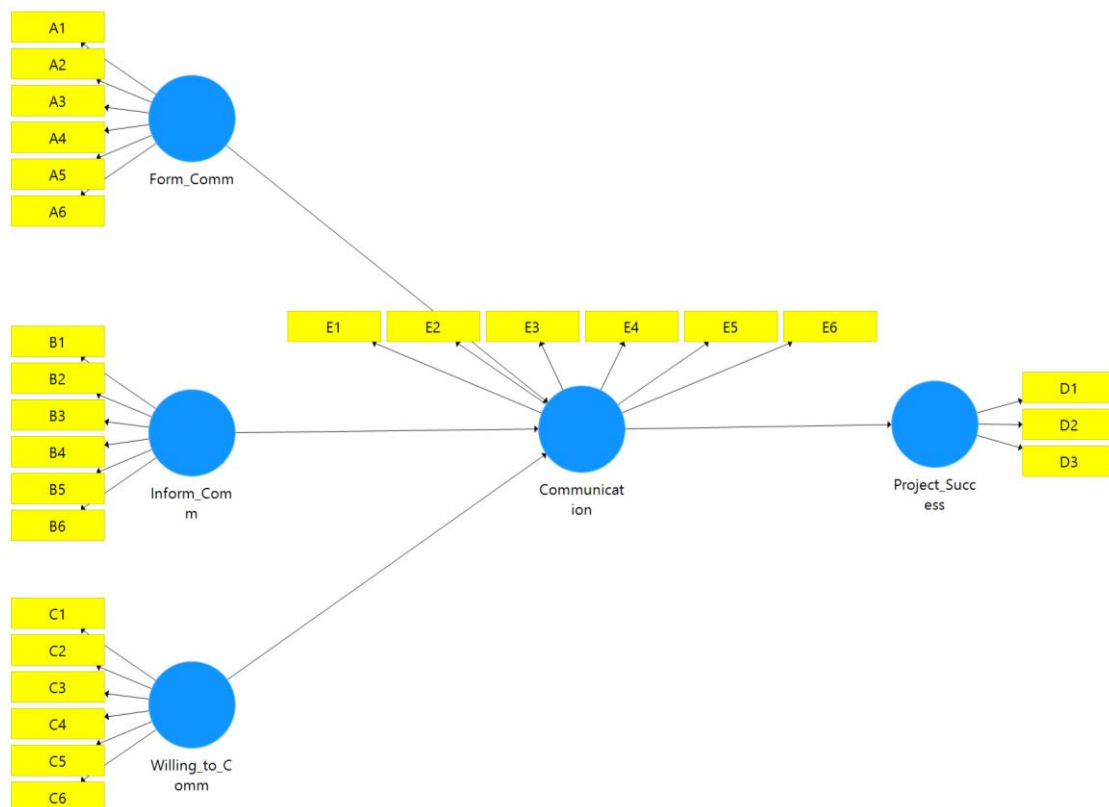 A1
A2
A3
A4
A5
A6
Form_Comm
B1
B2
B3
B4
B5
B6
Inform_Com
m
C1
C2
C3
C4
C5
C6
Willing_to_C
omm
E1
E2
E3
E4
E5
E6
Communicat
ion
Project_Succ
ess
D1
D2
D3